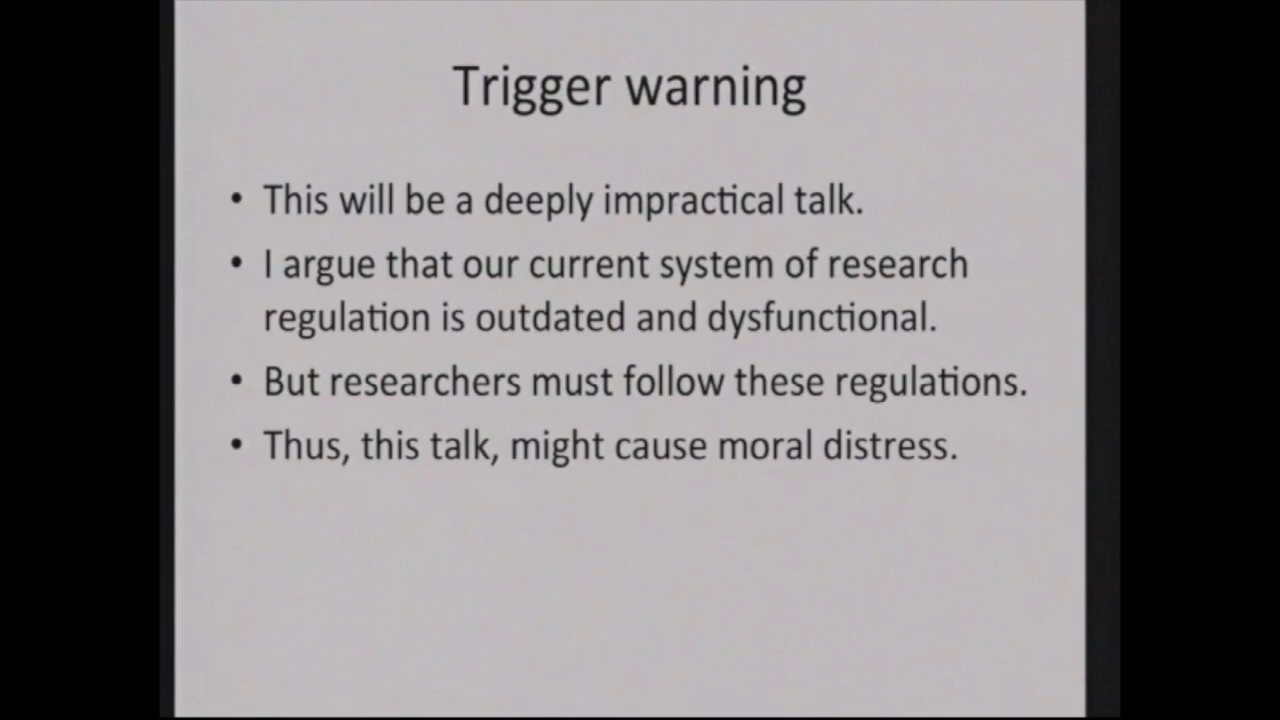 Trigger warning
• This will be a deeply impractical talk.
• I argue that our current system of research
regulation is outdated and dysfunctional.
• But researchers must follow these regulations.
• Thus, this talk, might cause moral distress.